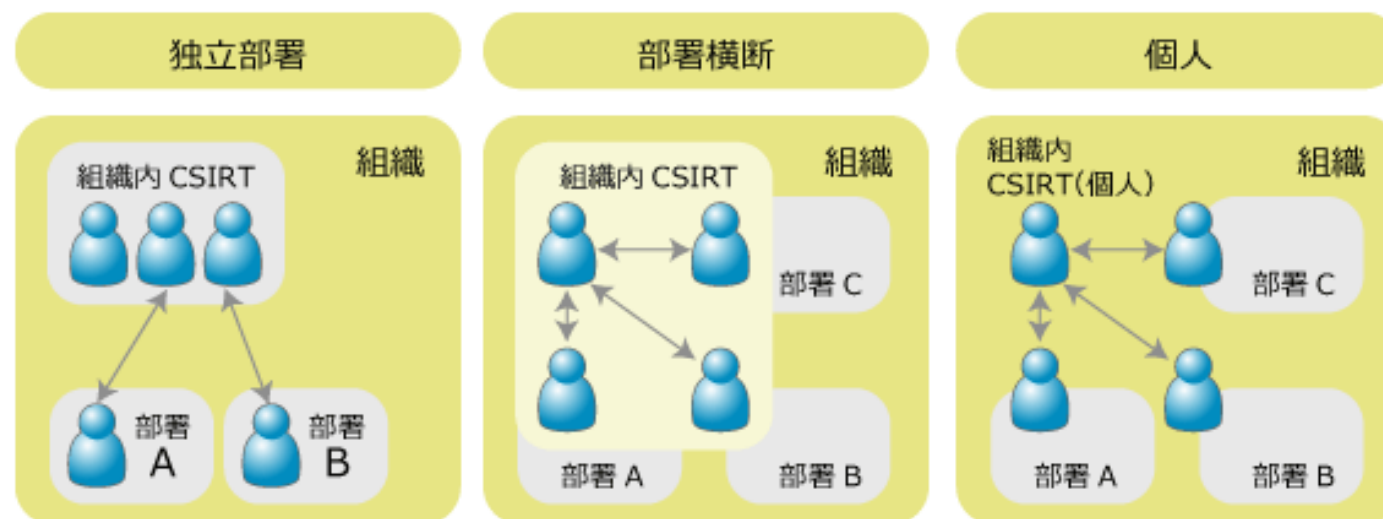 独立部署
部署横断
個人
組織内 CSIRT
組織
部署
A
部署
B
組織内 CSIRT
組織
部署 C
部署 A
部署 B
組織内
CSIRT(個人)
組織
部署 C
部署 A
部署 B